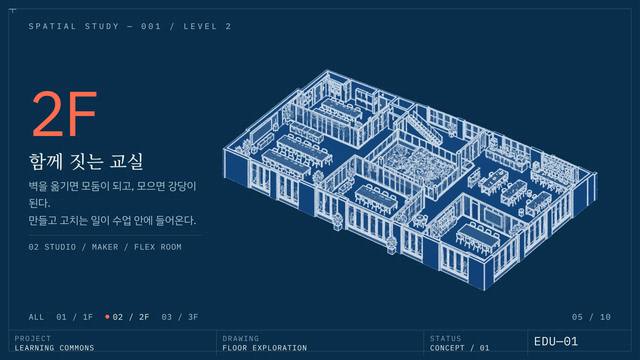 SPATIAL STUDY — 001 / LEVEL 2
2F
함께 짓는 교실
벽을 옮기면 모둠이 되고, 모으면 강당이
된다.
만들고 고치는 일이 수업 안에 들어온다.
02 STUDIO / MAKER / FLEX ROOM
ALL 01 / 1F 02 / 2F 03 / 3F
05 / 10
PROJECT
LEARNING COMMONS
DRAWING
FLOOR EXPLORATION
STATUS
CONCEPT / 01
EDU—01